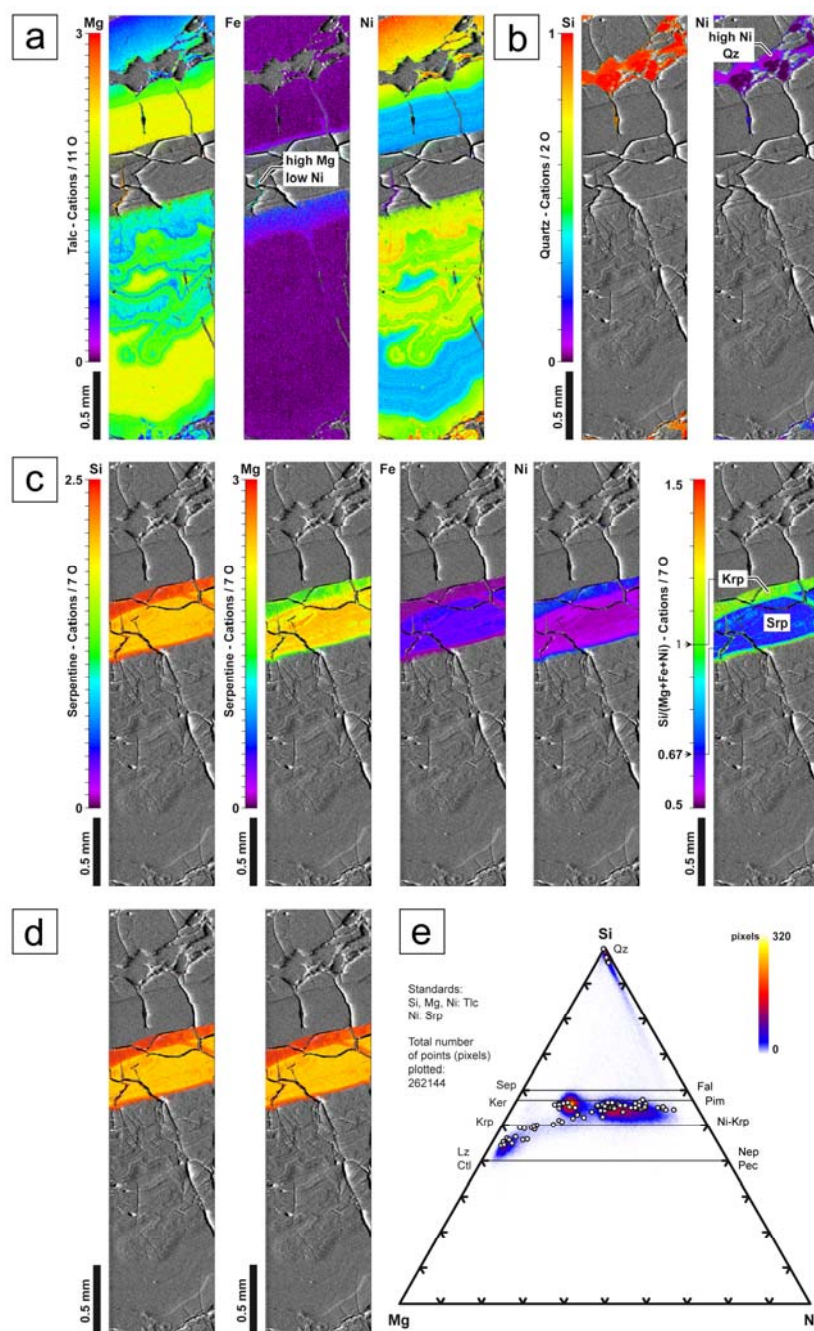 a
Mg
Fe
Ni
3
Talc - Cations / 11 O
0
0.5 mm
high Mg
low Ni
b
Si
Ni
1
Quartz - Cations / 2 O
0
0.5 mm
high Ni
Qz
c
Si
Mg
Fe
Ni
2.5
Serpentine - Cations / 7 O
0
0.5 mm
3
Serpentine - Cations / 7 O
0
0.5 mm
1.5
Si/(Mg+Fe+Ni) - Cations / 7 O
1
0.67
0.5
0.5 mm
Krp
Srp
d
0.5 mm
0.5 mm
e
Si
Qz
pixels
320
0
Standards:
Si, Mg, Ni: Tlc
Ni: Srp
Total number
of points (pixels)
plotted:
262144
Sep
Fal
Ker
Pim
Krp
Ni-Krp
Lz
Nep
Ctl
Pec
Mg
N